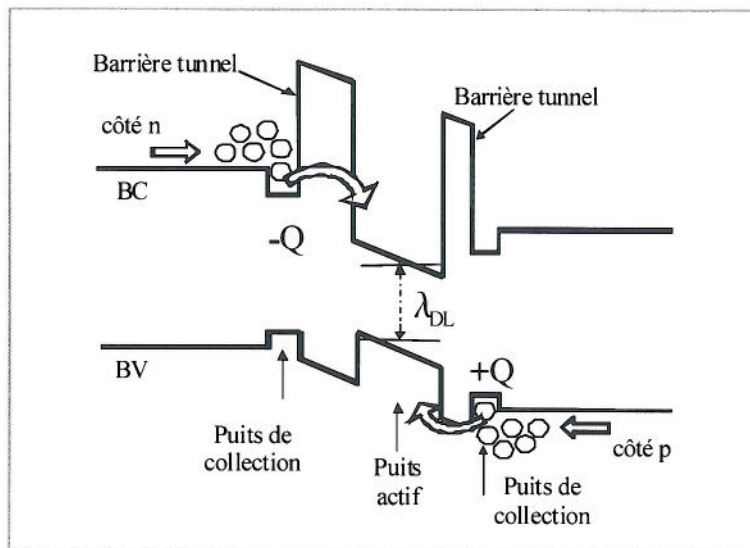 Barrière tunnel
Barrière tunnel
côté n
BC
-Q
λDL
BV
+Q
Puits de
collection
Puits
actif
côté p
Puits de
collection